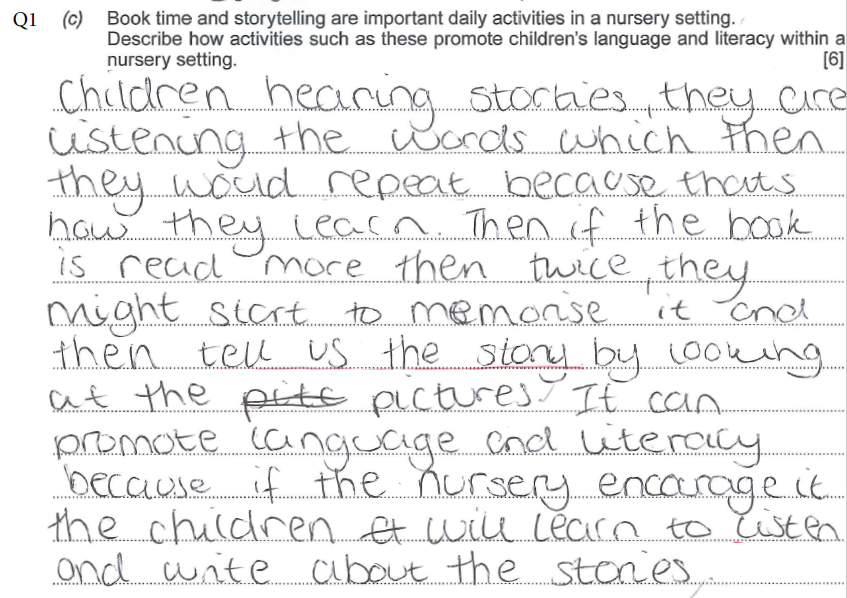 Q1 (c) Book time and storytelling are important daily activities in a nursery setting.
Describe how activities such as these promote children's language and literacy within a
nursery setting. [6]
Children hearing stories, they are
listening the words which then
they would repeat because thats
how they learn. Then if the book
is read more then twice, they
might start to memorise it and
then tell us the story by looking
at the pictures. It can
promote language and literacy
because if the nursery encarage it
the children will learn to listen
and write about the stories.